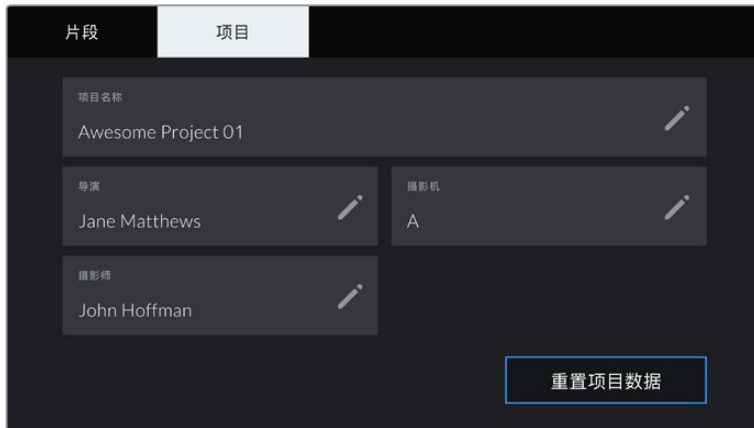 片段
项目
项目名称
Awesome Project 01
导演
Jane Matthews
摄影机
A
摄影师
John Hoffman
重置项目数据